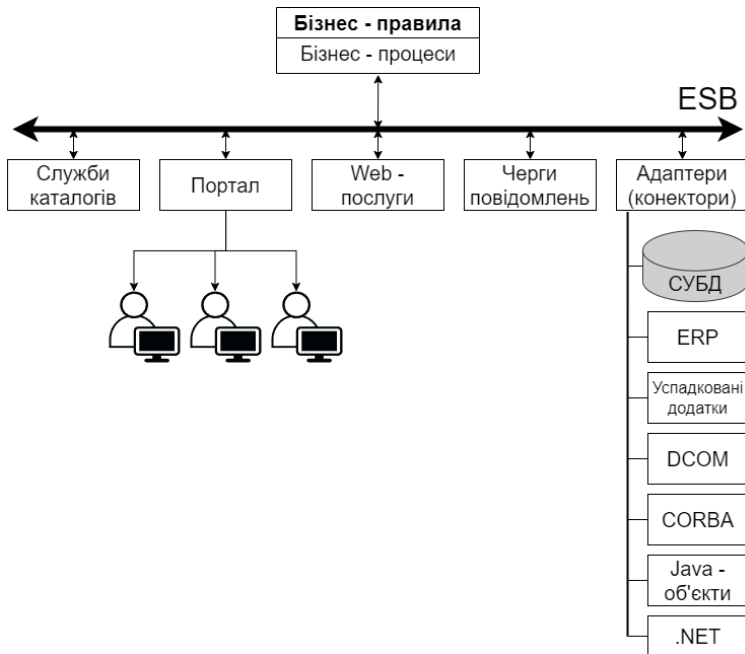 Бізнес - правила
Бізнес - процеси
ESB
Служби
каталогів
Портал
Web -
послуги
Черги
повідомлень
Адаптери
(конектори)
СУБД
ERP
Успадковані
додатки
DCOM
CORBA
Java -
об'єкти
.NET